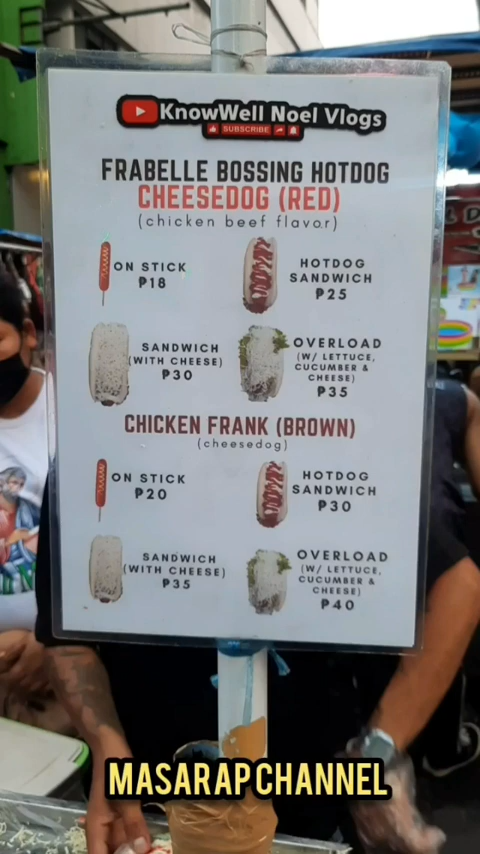 KnowWell Noel Vlogs
SUBSCRIBE
FRABELLE BOSSING HOTDOG
CHEESEDOG (RED)
(chicken beef flavor)
ON STICK
₱18
HOTDOG
SANDWICH
₱25
SANDWICH
(WITH CHEESE)
₱30
OVERLOAD
(W/ LETTUCE,
CUCUMBER &
CHEESE)
₱35
CHICKEN FRANK (BROWN)
(cheesedog)
ON STICK
₱20
HOTDOG
SANDWICH
₱30
SANDWICH
(WITH CHEESE)
₱35
OVERLOAD
(W/ LETTUCE,
CUCUMBER &
CHEESE)
₱40
MASARAP CHANNEL